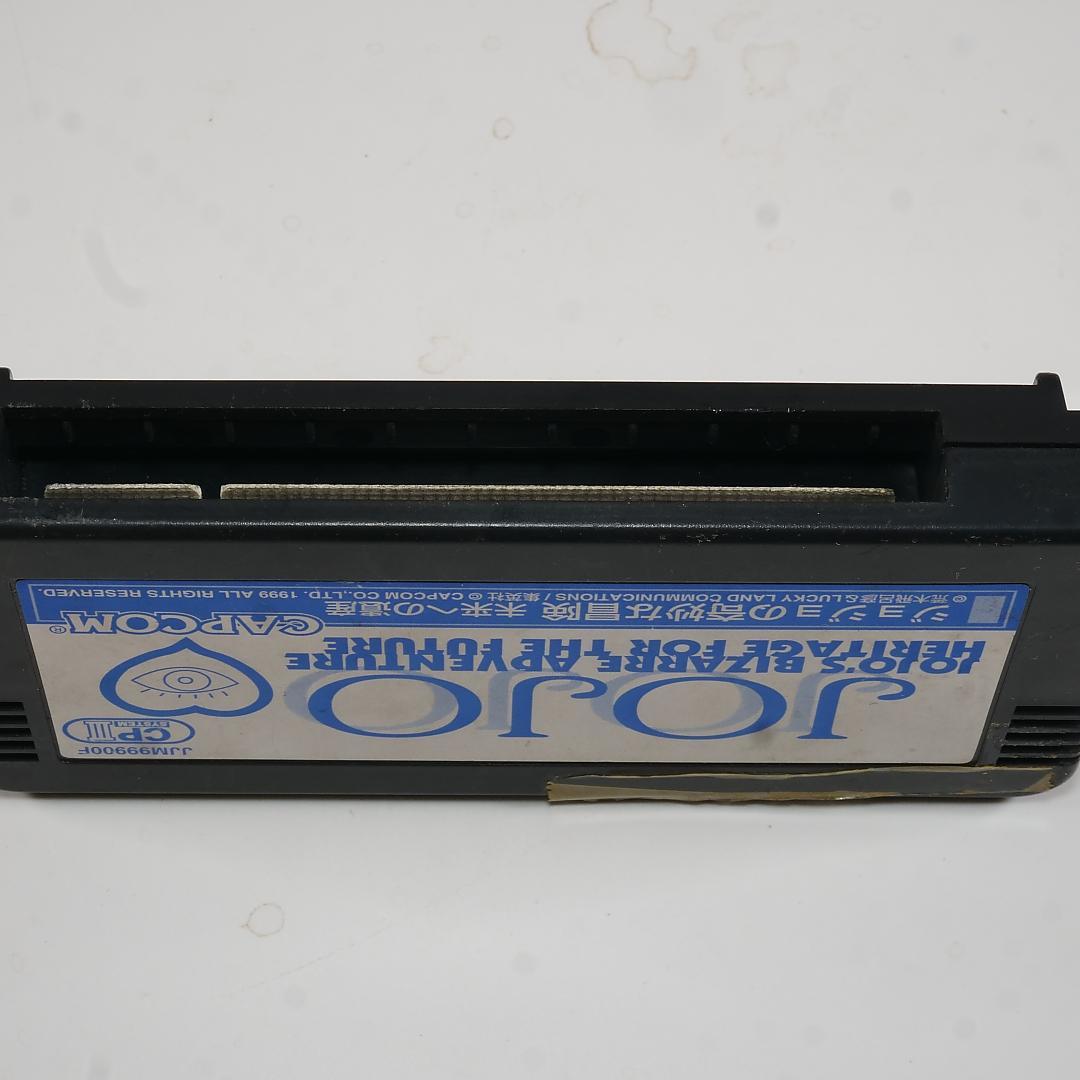 JJM99900F
CP III
SYSTEM
JOJO
JOJO'S BIZARRE ADVENTURE
HERITAGE FOR THE FUTURE
ジョジョの奇妙な冒険 未来への遺産
CAPCOM®
© 荒木飛呂彦 & LUCKY LAND COMMUNICATIONS / 集英社 © CAPCOM CO.,LTD. 1999 ALL RIGHTS RESERVED.